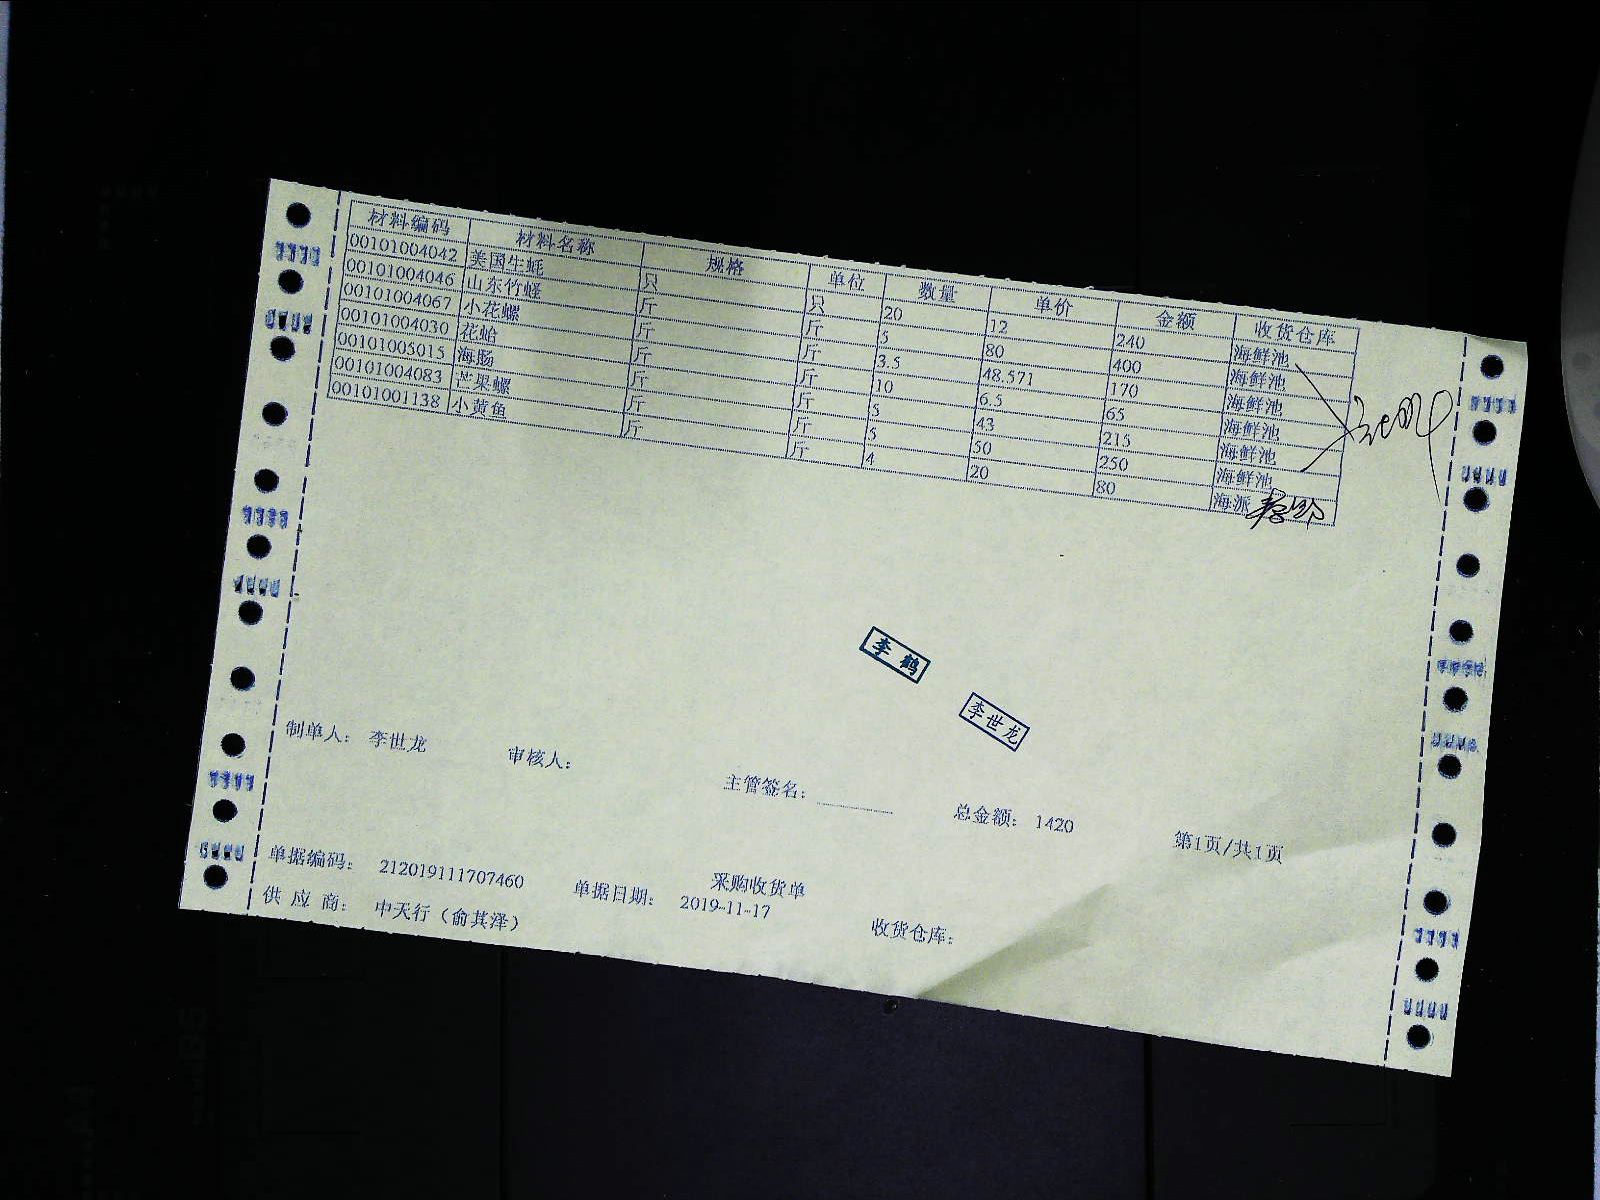 材料编码 材料名称 规格 单位 数量 单价 金额 收货仓库
00101004042 美国生蚝 只 只 20 12 240 海鲜池
00101004046 山东竹蛏 斤 斤 5 80 400 海鲜池
00101004067 小花螺 斤 斤 3.5 48.571 170 海鲜池
00101004030 花蛤 斤 斤 10 6.5 65 海鲜池
00101005015 海肠 斤 斤 5 43 215 海鲜池
00101004083 芒果螺 斤 斤 5 50 250 海鲜池
00101001138 小黄鱼 斤 斤 4 20 80 海派
李鹤
李世龙
制单人： 李世龙 审核人： 主管签名： 总金额： 1420 第1页/共1页
采购收货单
单据编码： 212019111707460 单据日期： 2019-11-17 收货仓库：
供应商： 中天行（俞其泽）